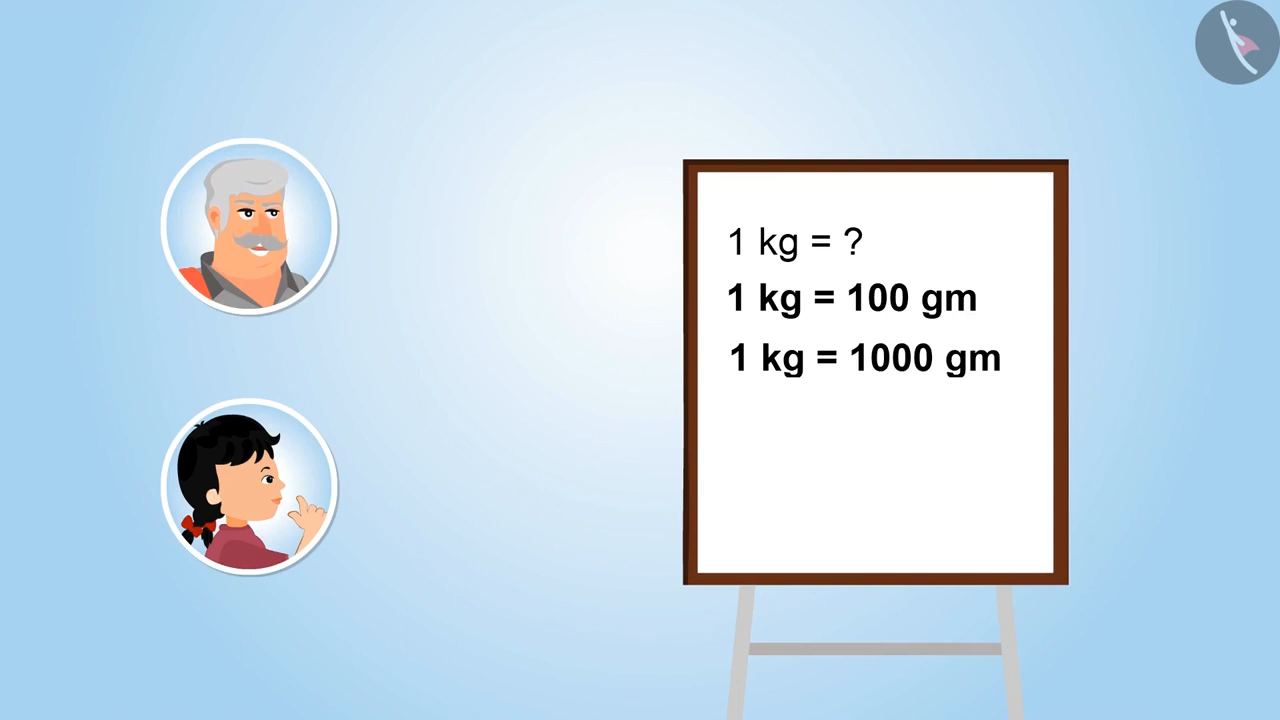 1 kg = ?
1 kg = 100 gm
1 kg = 1000 gm